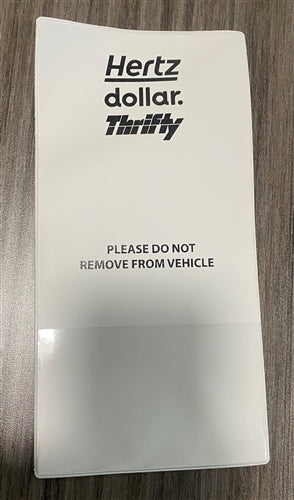 Hertz
dollar.
Thrifty
PLEASE DO NOT
REMOVE FROM VEHICLE